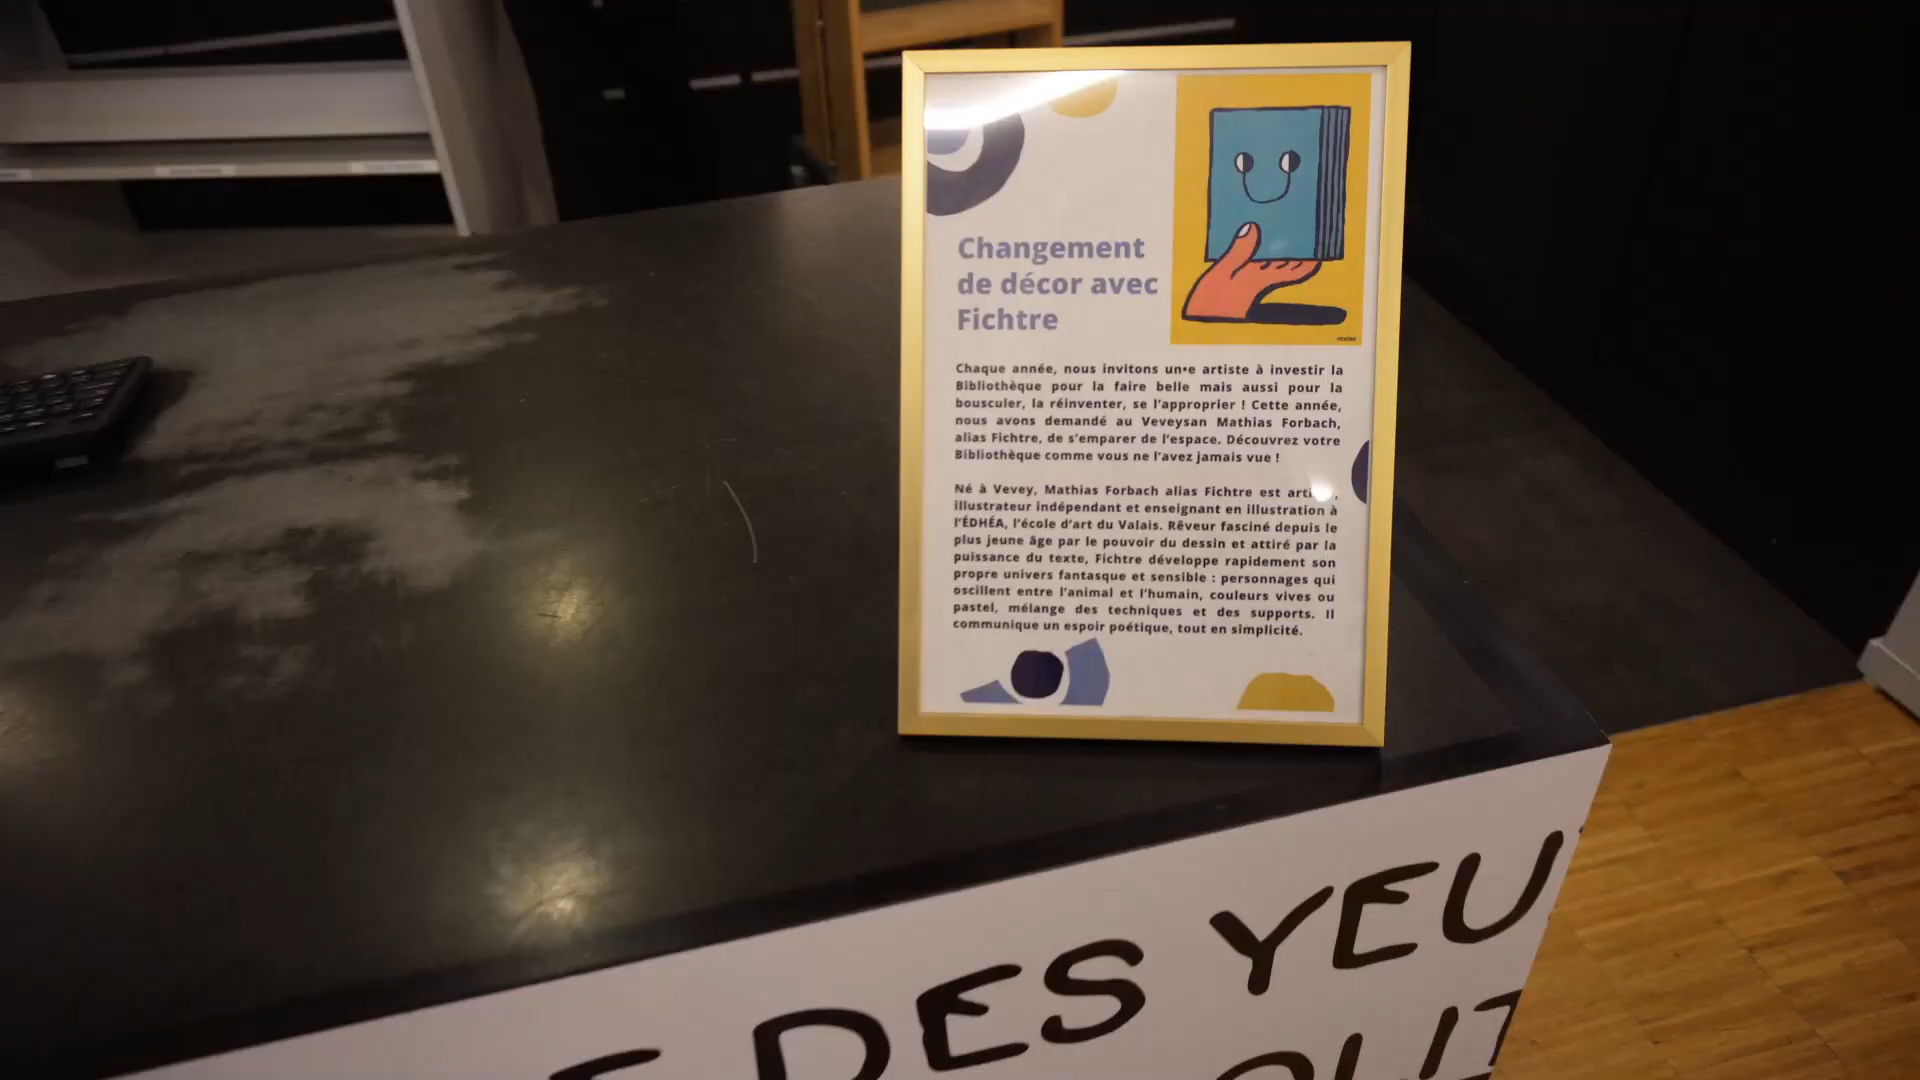 Changement
de décor avec
Fichtre
Chaque année, nous invitons un•e artiste à investir la
Bibliothèque pour la faire belle mais aussi pour la
bousculer, la réinventer, se l'approprier ! Cette année,
nous avons demandé au Veveysan Mathias Forbach,
alias Fichtre, de s'emparer de l'espace. Découvrez votre
Bibliothèque comme vous ne l'avez jamais vue !
Né à Vevey, Mathias Forbach alias Fichtre est
illustrateur indépendant et enseignant en illustration à
l'ÉDHÉA, l'école d'art du Valais. Rêveur fasciné depuis le
plus jeune âge par le pouvoir du dessin et attiré par la
puissance du texte, Fichtre développe rapidement son
propre univers fantasque et sensible : personnages qui
oscillent entre l'animal et l'humain, couleurs vives ou
pastel, mélange des techniques et des supports. Il
communique un espoir poétique, tout en simplicité.
DES YEU